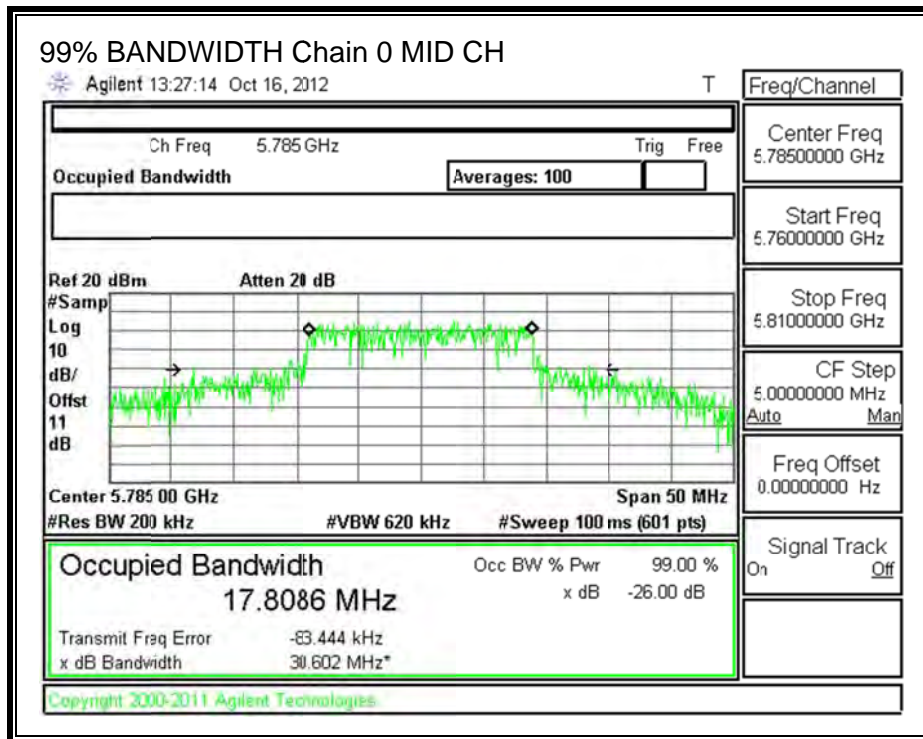 99% BANDWIDTH Chain 0 MID CH
Agilent 13:27:14 Oct 16, 2012 T
Ch Freq 5.785 GHz Trig Free
Occupied Bandwidth Averages: 100
Ref 20 dBm Atten 20 dB
#Samp
Log
10
dB/
Offst
11
dB
Center 5.785 00 GHz Span 50 MHz
#Res BW 200 kHz #VBW 620 kHz #Sweep 100 ms (601 pts)
Occupied Bandwidth
17.8086 MHz
Occ BW % Pwr 99.00 %
x dB -26.00 dB
Transmit Freq Error -83.444 kHz
x dB Bandwidth 30.602 MHz*
Copyright 2000-2011 Agilent Technologies
Freq/Channel
Center Freq
5.78500000 GHz
Start Freq
5.76000000 GHz
Stop Freq
5.81000000 GHz
CF Step
5.00000000 MHz
Auto Man
Freq Offset
0.00000000 Hz
Signal Track
On Off